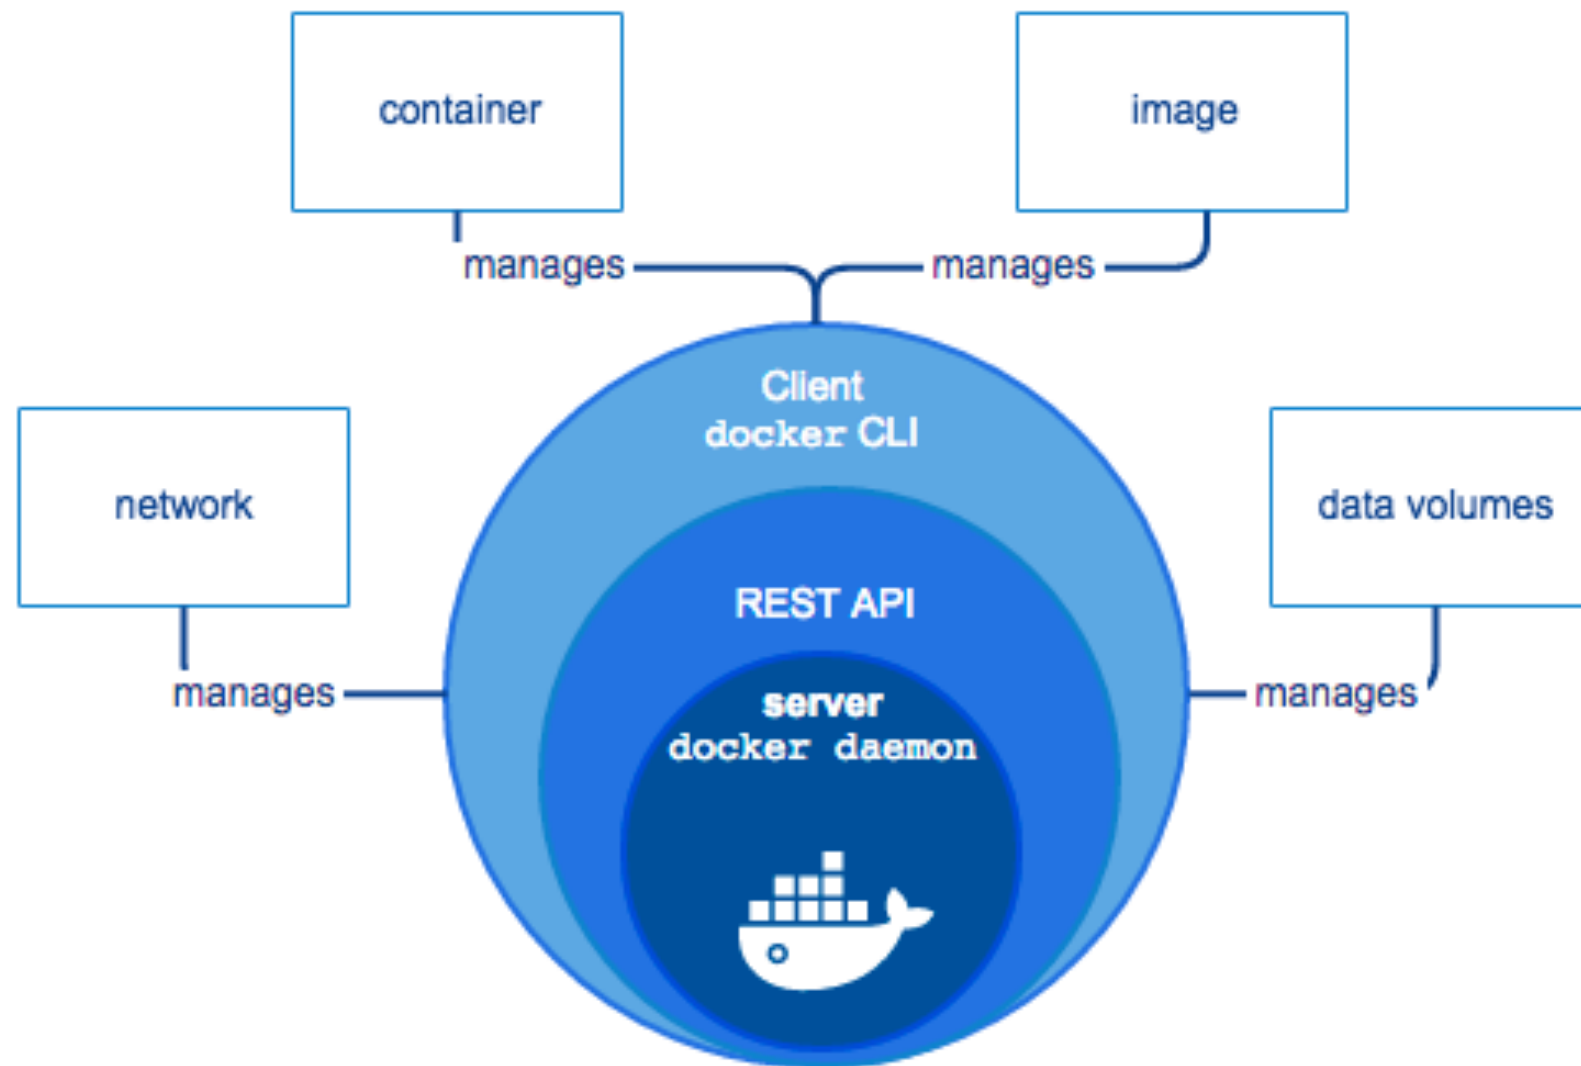 container
image
manages
manages
Client
docker CLI
network
data volumes
REST API
manages
manages
server
docker daemon